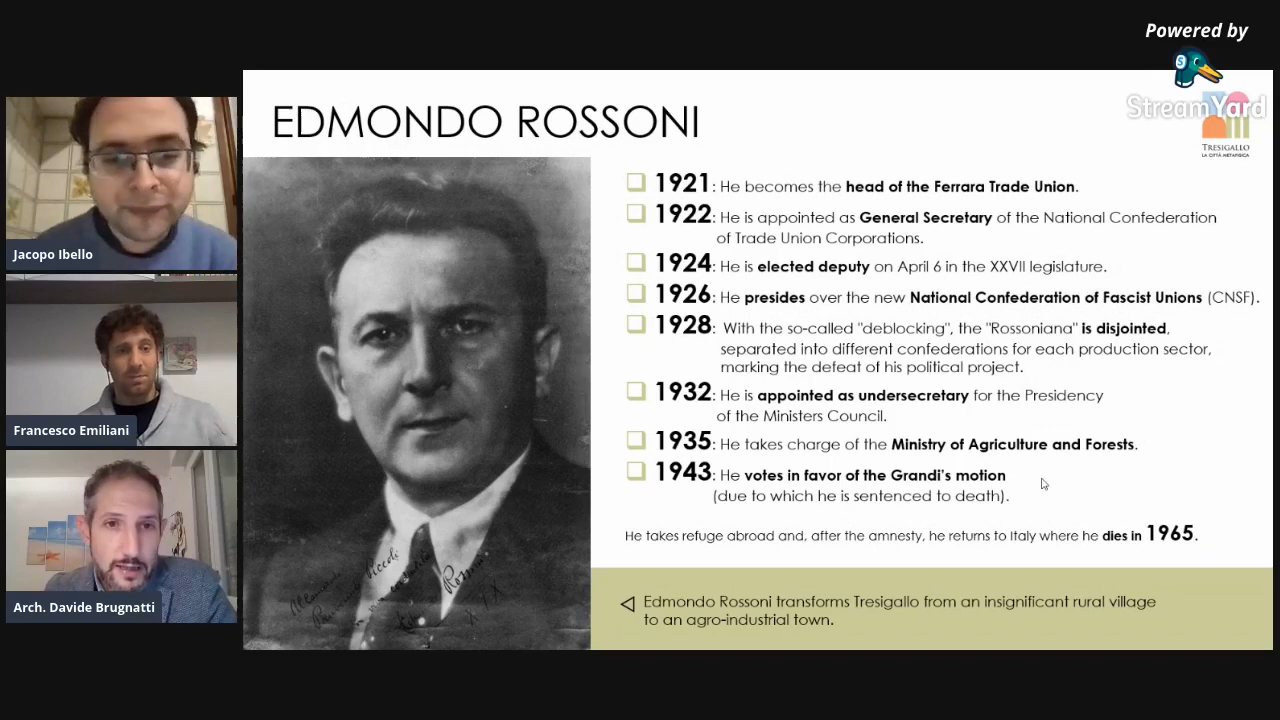 Powered by
StreamYard
EDMONDO ROSSONI
TRESIGALLO
LA CITTÀ METAFISICA
1921: He becomes the head of the Ferrara Trade Union.
1922: He is appointed as General Secretary of the National Confederation
of Trade Union Corporations.
1924: He is elected deputy on April 6 in the XXVII legislature.
1926: He presides over the new National Confederation of Fascist Unions (CNSF).
1928: With the so-called "deblocking", the "Rossoniana" is disjointed,
separated into different confederations for each production sector,
marking the defeat of his political project.
1932: He is appointed as undersecretary for the Presidency
of the Ministers Council.
1935: He takes charge of the Ministry of Agriculture and Forests.
1943: He votes in favor of the Grandi's motion
(due to which he is sentenced to death).
He takes refuge abroad and, after the amnesty, he returns to Italy where he dies in 1965.
Edmondo Rossoni transforms Tresigallo from an insignificant rural village
to an agro-industrial town.
Jacopo Ibello
Francesco Emiliani
Arch. Davide Brugnatti